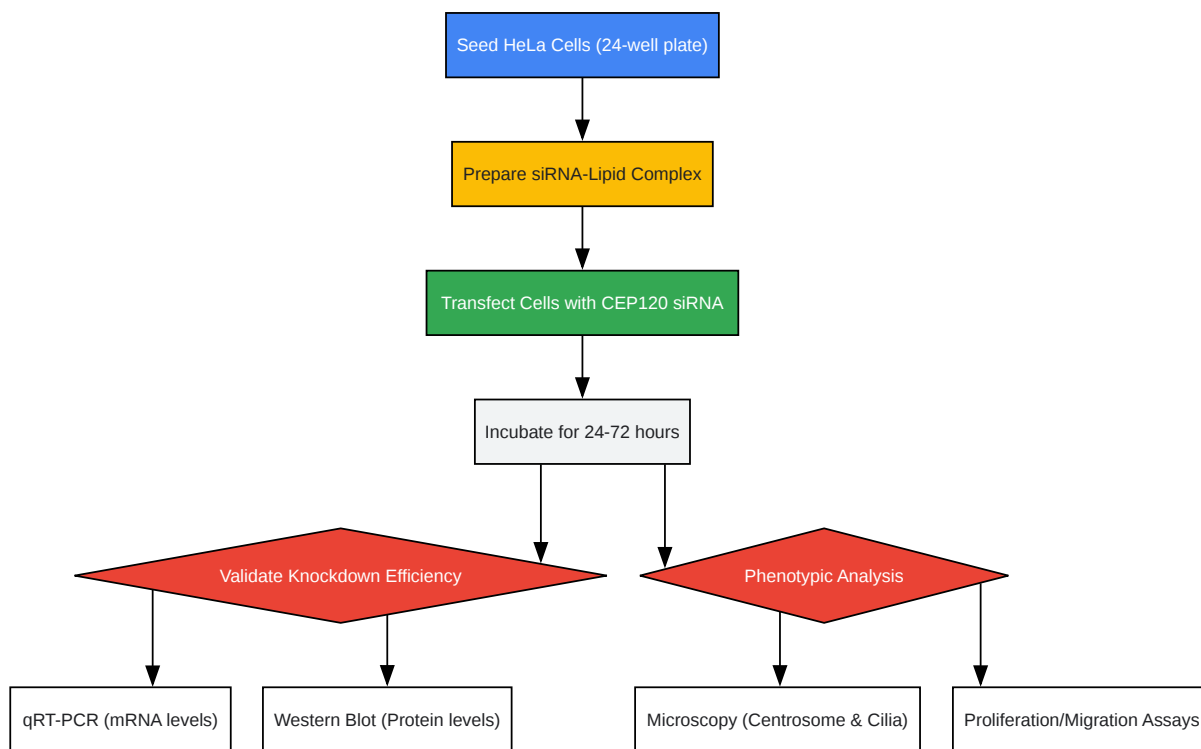 Seed HeLa Cells (24-well plate)
Prepare siRNA-Lipid Complex
Transfect Cells with CEP120 siRNA
Incubate for 24-72 hours
Validate Knockdown Efficiency
Phenotypic Analysis
qRT-PCR (mRNA levels)
Western Blot (Protein levels)
Microscopy (Centrosome & Cilia)
Proliferation/Migration Assays